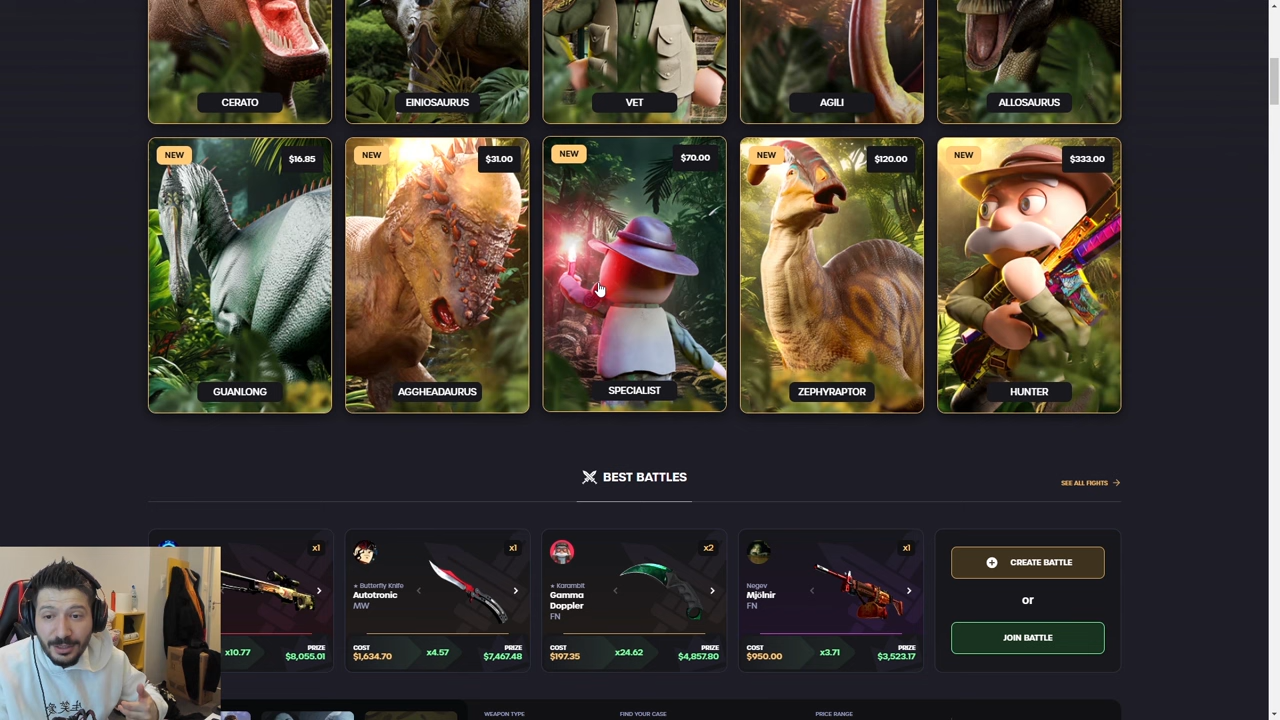 CERATO
EINIOSAURUS
VET
AGILI
ALLOSAURUS
NEW
$16.85
NEW
$31.00
NEW
$70.00
NEW
$120.00
NEW
$333.00
GUANLONG
AGGHEADAURUS
SPECIALIST
ZEPHYRAPTOR
HUNTER
BEST BATTLES
SEE ALL FIGHTS
x1
x1
x2
x1
★ Butterfly Knife
Autotronic
MW
★ Karambit
Gamma
Doppler
FN
Negev
Mjölnir
FN
x10.77
PRIZE
$8,055.01
COST
$1,634.70
x4.57
PRIZE
$7,467.48
COST
$197.35
x24.62
PRIZE
$4,857.80
COST
$950.00
x3.71
PRIZE
$3,523.17
CREATE BATTLE
or
JOIN BATTLE
WEAPON TYPE
FIND YOUR CASE
PRICE RANGE